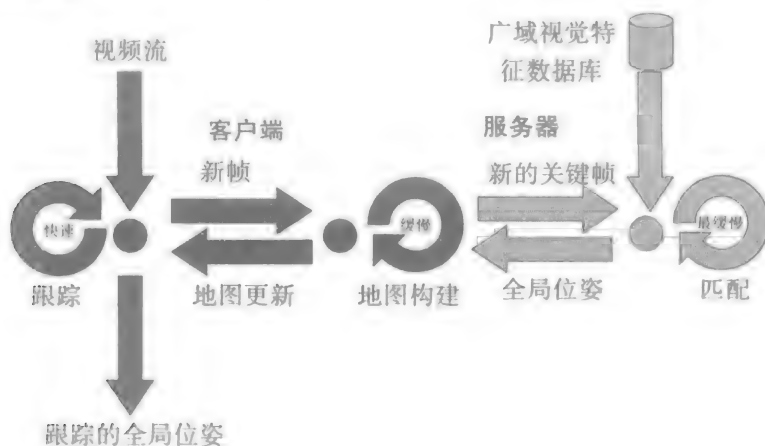 视频流
广域视觉特
征数据库
客户端
服务器
新帧
新的关键帧
快速
缓慢
最缓慢
跟踪
地图更新
地图构建
全局位姿
匹配
跟踪的全局位姿